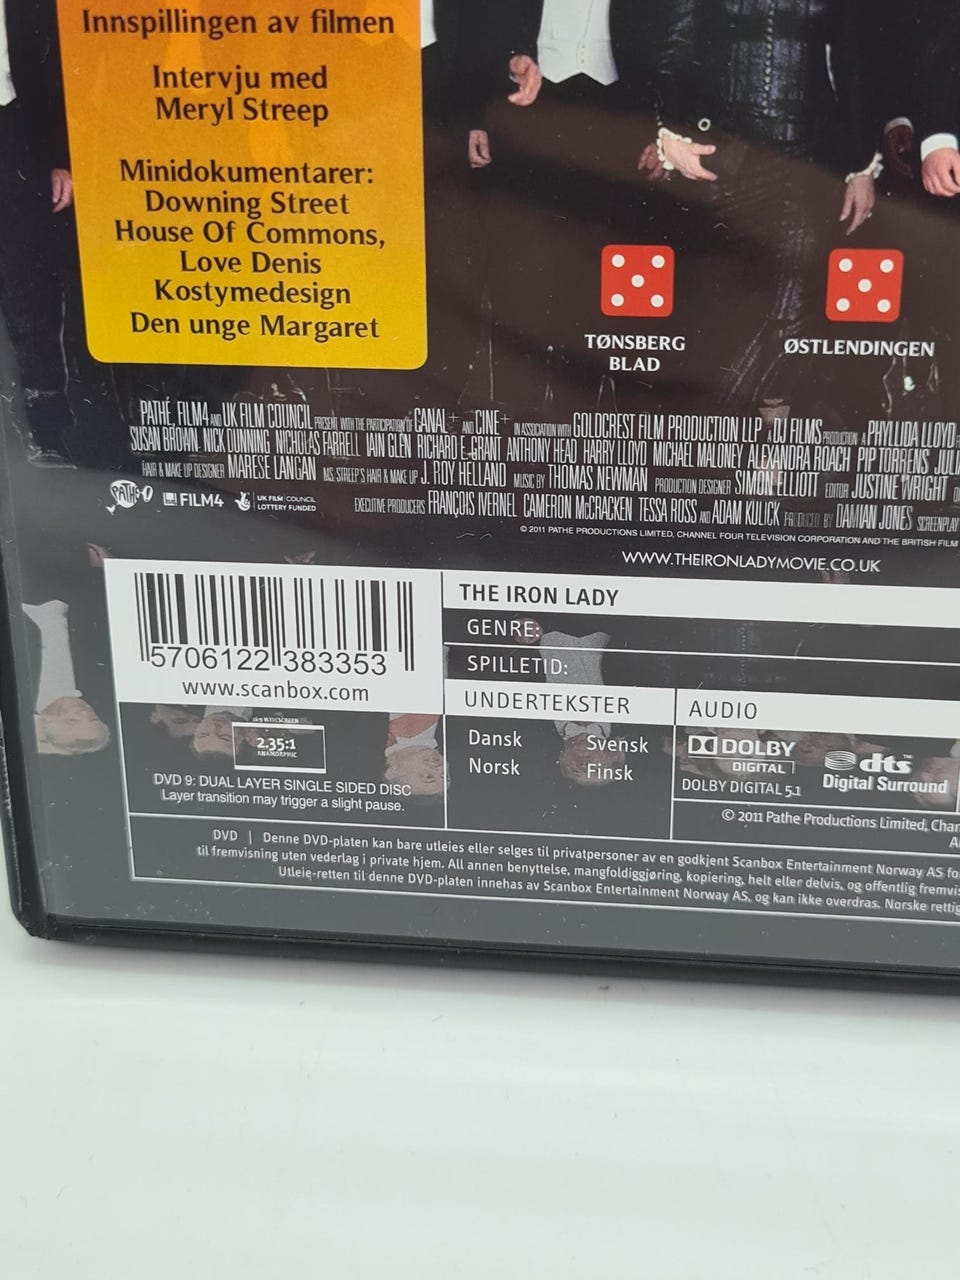 Innspillingen av filmen
Intervju med
Meryl Streep
Minidokumentarer:
Downing Street
House Of Commons,
Love Denis
Kostymedesign
Den unge Margaret
TØNSBERG
BLAD
ØSTLENDINGEN
PATHÉ, FILM4 AND UK FILM COUNCIL PRESENT WITH THE PARTICIPATION OF CANAL+ AND CINE+ IN ASSOCIATION WITH GOLDCREST FILM PRODUCTION LLP A DJ FILMS PRODUCTION A PHYLLIDA LLOYD
SUSAN BROWN NICK DUNNING NICHOLAS FARRELL IAIN GLEN RICHARD E. GRANT ANTHONY HEAD HARRY LLOYD MICHAEL MALONEY ALEXANDRA ROACH PIP TORRENS
HAIR & MAKE UP DESIGNER MARESE LANGAN MS. STREEP'S HAIR & MAKE UP J. ROY HELLAND MUSIC BY THOMAS NEWMAN PRODUCTION DESIGNER SIMON ELLIOTT EDITOR JUSTINE WRIGHT
PATHÉ FILM4 UK FILM COUNCIL
LOTTERY FUNDED
EXECUTIVE PRODUCERS FRANÇOIS IVERNEL CAMERON McCRACKEN TESSA ROSS AND ADAM KULICK PRODUCED BY DAMIAN JONES SCREENPLAY
© 2011 PATHE PRODUCTIONS LIMITED, CHANNEL FOUR TELEVISION CORPORATION AND THE BRITISH FILM
WWW.THEIRONLADYMOVIE.CO.UK
5706122383353
www.scanbox.com
THE IRON LADY
GENRE:
SPILLETID:
UNDERTEKSTER
AUDIO
Dansk
Svensk
Norsk
Finsk
DOLBY
DIGITAL
DOLBY DIGITAL 5.1
dts™
Digital Surround
16:9 WIDESCREEN
2.35:1
ANAMORPHIC
DVD 9: DUAL LAYER SINGLE SIDED DISC
Layer transition may trigger a slight pause.
© 2011 Pathe Productions Limited,
DVD | Denne DVD-platen kan bare utleies eller selges til privatpersoner av en godkjent Scanbox Entertainment Norway AS
til fremvisning uten vederlag i private hjem. All annen benyttelse, mangfoldiggjøring, kopiering, helt eller delvis, og offentlig
Utleie-retten til denne DVD-platen innehas av Scanbox Entertainment Norway AS, og kan ikke overdras. Norske